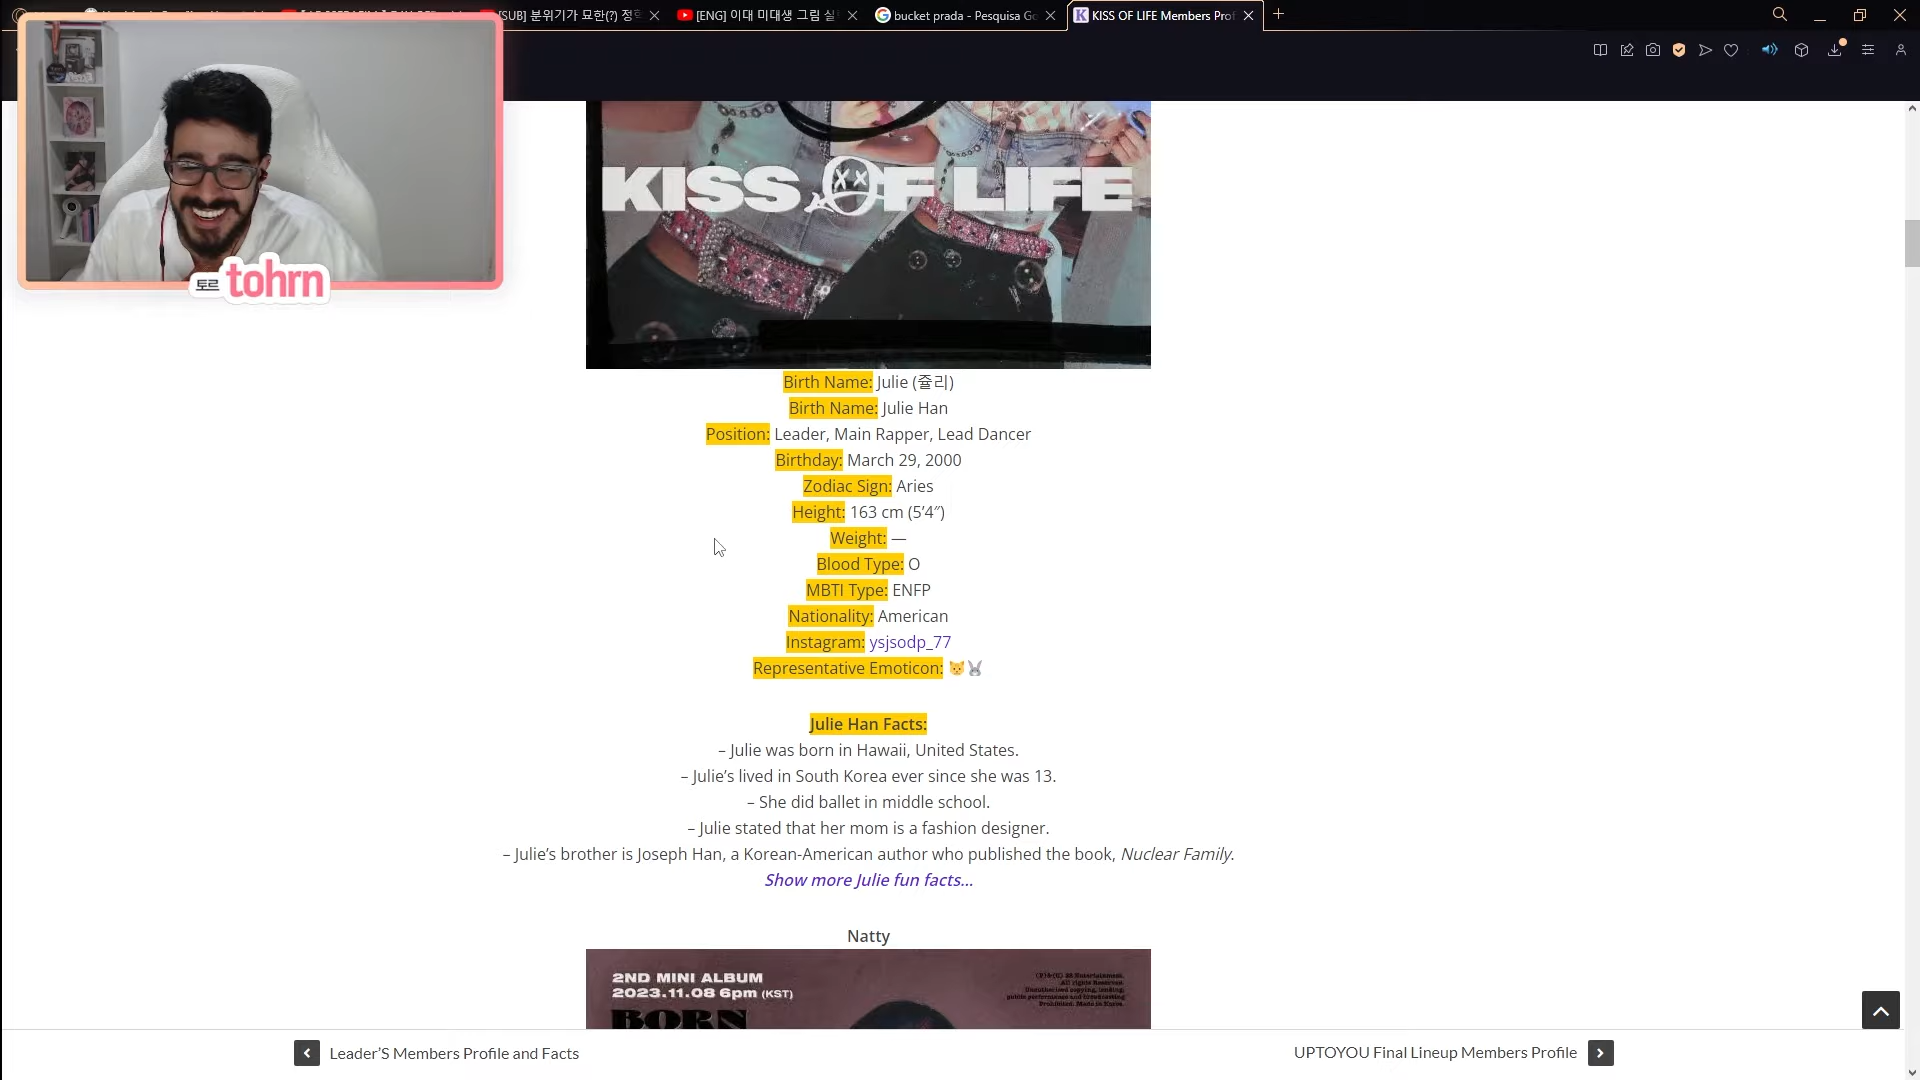 [SUB] 분위기가 묘한(?) 정혁
[ENG] 이대 미대생 그림 실
bucket prada - Pesquisa Go
KISS OF LIFE Members Prof
토르 tohrn
KISS OF LIFE
Birth Name: Julie (쥴리)
Birth Name: Julie Han
Position: Leader, Main Rapper, Lead Dancer
Birthday: March 29, 2000
Zodiac Sign: Aries
Height: 163 cm (5’4″)
Weight: —
Blood Type: O
MBTI Type: ENFP
Nationality: American
Instagram: ysjsodp_77
Representative Emoticon: 🐱🐰
Julie Han Facts:
– Julie was born in Hawaii, United States.
– Julie’s lived in South Korea ever since she was 13.
– She did ballet in middle school.
– Julie stated that her mom is a fashion designer.
– Julie’s brother is Joseph Han, a Korean-American author who published the book, Nuclear Family.
Show more Julie fun facts…
Natty
2ND MINI ALBUM
2023.11.08 6pm (KST)
BORN
Leader’S Members Profile and Facts
UPTOYOU Final Lineup Members Profile